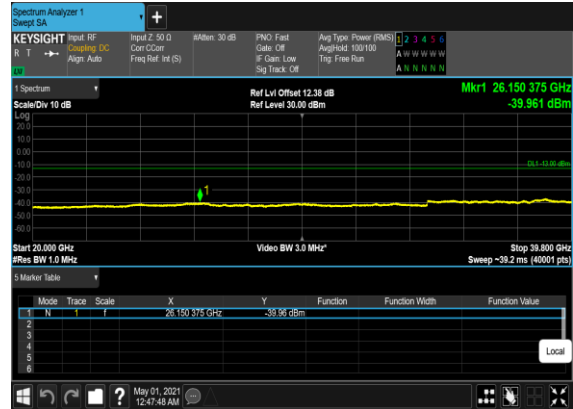 Spectrum Analyzer 1
Swept SA
+
KEYSIGHT Input: RF Input Z: 50 Ω #Atten: 30 dB PNO: Fast Avg Type: Power (RMS) 1 2 3 4 5 6
R T Coupling: DC Corr CCorr Gate: Off Avg|Hold: 100/100 A W W W W W
Align: Auto Freq Ref: Int (S) IF Gain: Low Trig: Free Run
LXI Sig Track: Off A N N N N N
1 Spectrum Ref Lvl Offset 12.38 dB Mkr1 26.150 375 GHz
Scale/Div 10 dB Ref Level 30.00 dBm -39.961 dBm
Log
20.0
10.0
0.00
-10.0 DL1 -13.00 dBm
-20.0
-30.0 1
-40.0
-50.0
-60.0
Start 20.000 GHz Video BW 3.0 MHz* Stop 39.800 GHz
#Res BW 1.0 MHz Sweep ~39.2 ms (40001 pts)
5 Marker Table
Mode Trace Scale X Y Function Function Width Function Value
1 N 1 f 26.150 375 GHz -39.96 dBm
2
3
4
5
6
Local
? May 01, 2021
12:47:48 AM